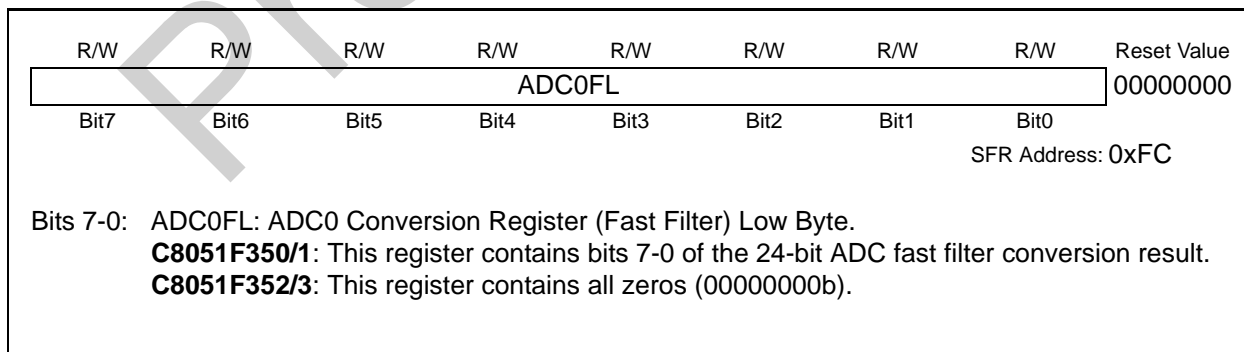 R/W R/W R/W R/W R/W R/W R/W R/W Reset Value
ADC0FL 00000000
Bit7 Bit6 Bit5 Bit4 Bit3 Bit2 Bit1 Bit0
SFR Address: 0xFC
Bits 7-0: ADC0FL: ADC0 Conversion Register (Fast Filter) Low Byte.
C8051F350/1: This register contains bits 7-0 of the 24-bit ADC fast filter conversion result.
C8051F352/3: This register contains all zeros (00000000b).